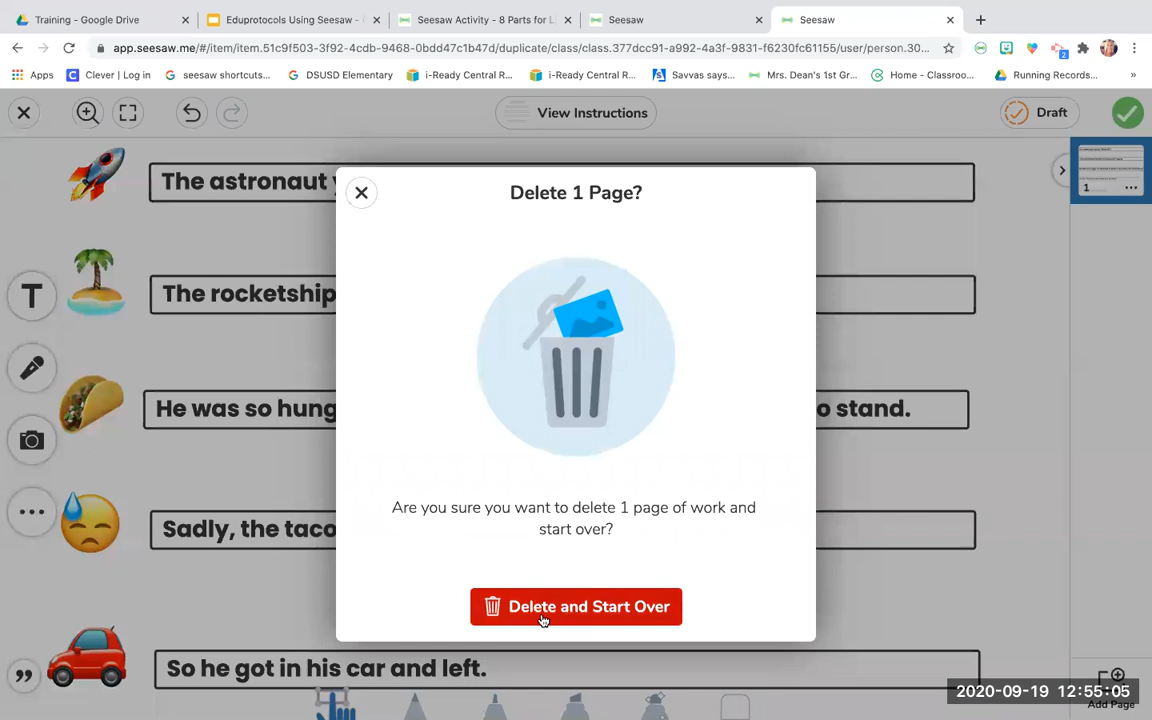 Training - Google Drive
Eduprotocols Using Seesaw -
Seesaw Activity - 8 Parts for L
Seesaw
Seesaw
app.seesaw.me/#/item/item.51c9f503-3f92-4cdb-9468-0bdd47c1b47d/duplicate/class/class.377dcc91-a992-4a3f-9831-f6230fc61155/user/person.30...
Apps
Clever | Log in
seesaw shortcuts...
DSUSD Elementary
i-Ready Central R...
i-Ready Central R...
Savvas says...
Mrs. Dean's 1st Gr...
Home - Classroo...
Running Records...
»
View Instructions
Draft
The astronaut
Delete 1 Page?
1
The rocketship
T
He was so hung
o stand.
Are you sure you want to delete 1 page of work and
start over?
Sadly, the taco
Delete and Start Over
So he got in his car and left.
2020-09-19 12:55:05
Add Page